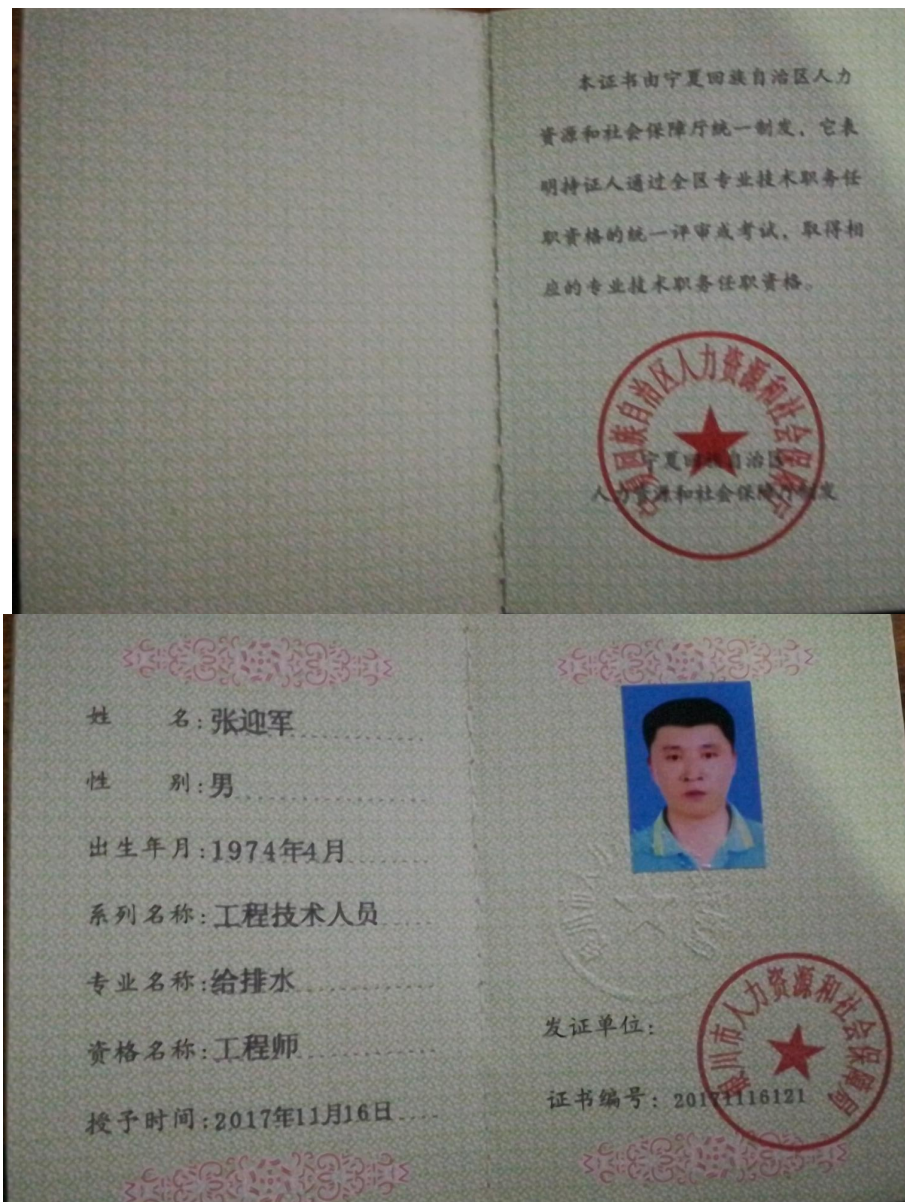 本证书由宁夏回族自治区人力
资源和社会保障厅统一制发，它表
明持证人通过全区专业技术职务任
职资格的统一评审或考试，取得相
应的专业技术职务任职资格。
宁夏回族自治区人力资源和社会保障厅
宁夏回族自治区
人力资源和社会保障厅制发
姓名:张迎军
性别:男
出生年月:1974年4月
系列名称:工程技术人员
专业名称:给排水
资格名称:工程师
授予时间:2017年11月16日
发证单位:
银川市人力资源和社会保障局
证书编号: 20171116121